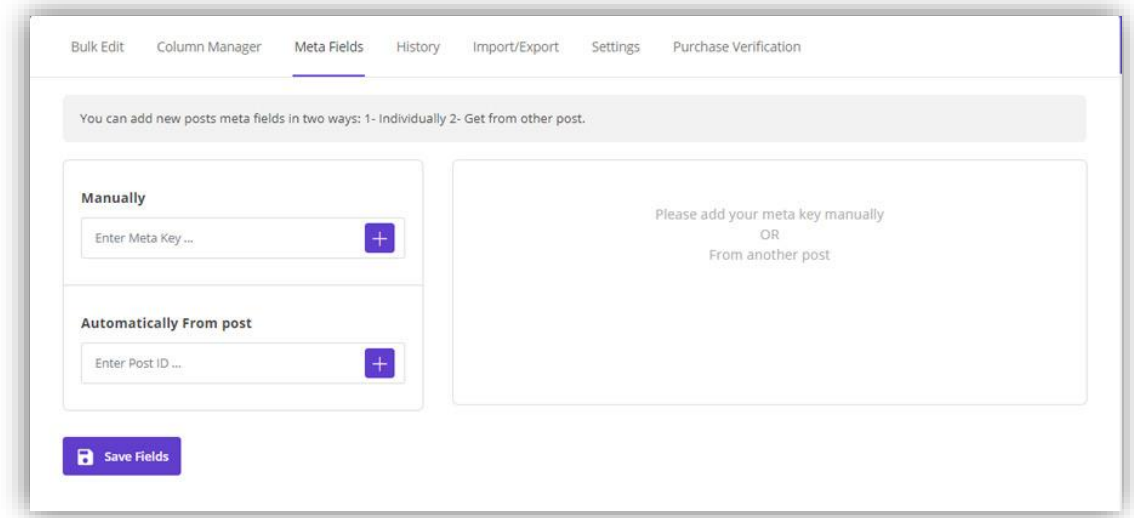 Bulk Edit Column Manager Meta Fields History Import/Export Settings Purchase Verification
You can add new posts meta fields in two ways: 1- Individually 2- Get from other post.
Manually
Enter Meta Key ...
Automatically From post
Enter Post ID ...
Please add your meta key manually
OR
From another post
Save Fields